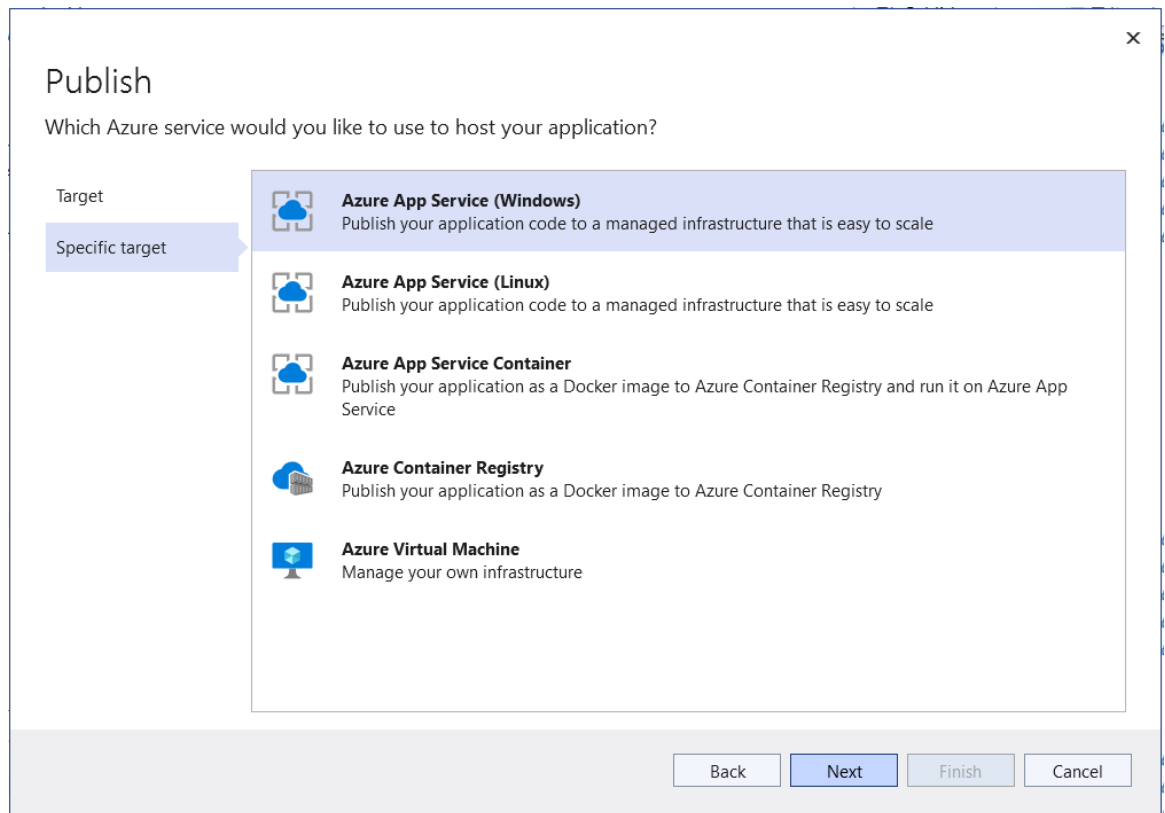 Publish
Which Azure service would you like to use to host your application?
Target
Specific target
Azure App Service (Windows)
Publish your application code to a managed infrastructure that is easy to scale
Azure App Service (Linux)
Publish your application code to a managed infrastructure that is easy to scale
Azure App Service Container
Publish your application as a Docker image to Azure Container Registry and run it on Azure App
Service
Azure Container Registry
Publish your application as a Docker image to Azure Container Registry
Azure Virtual Machine
Manage your own infrastructure
Back
Next
Finish
Cancel